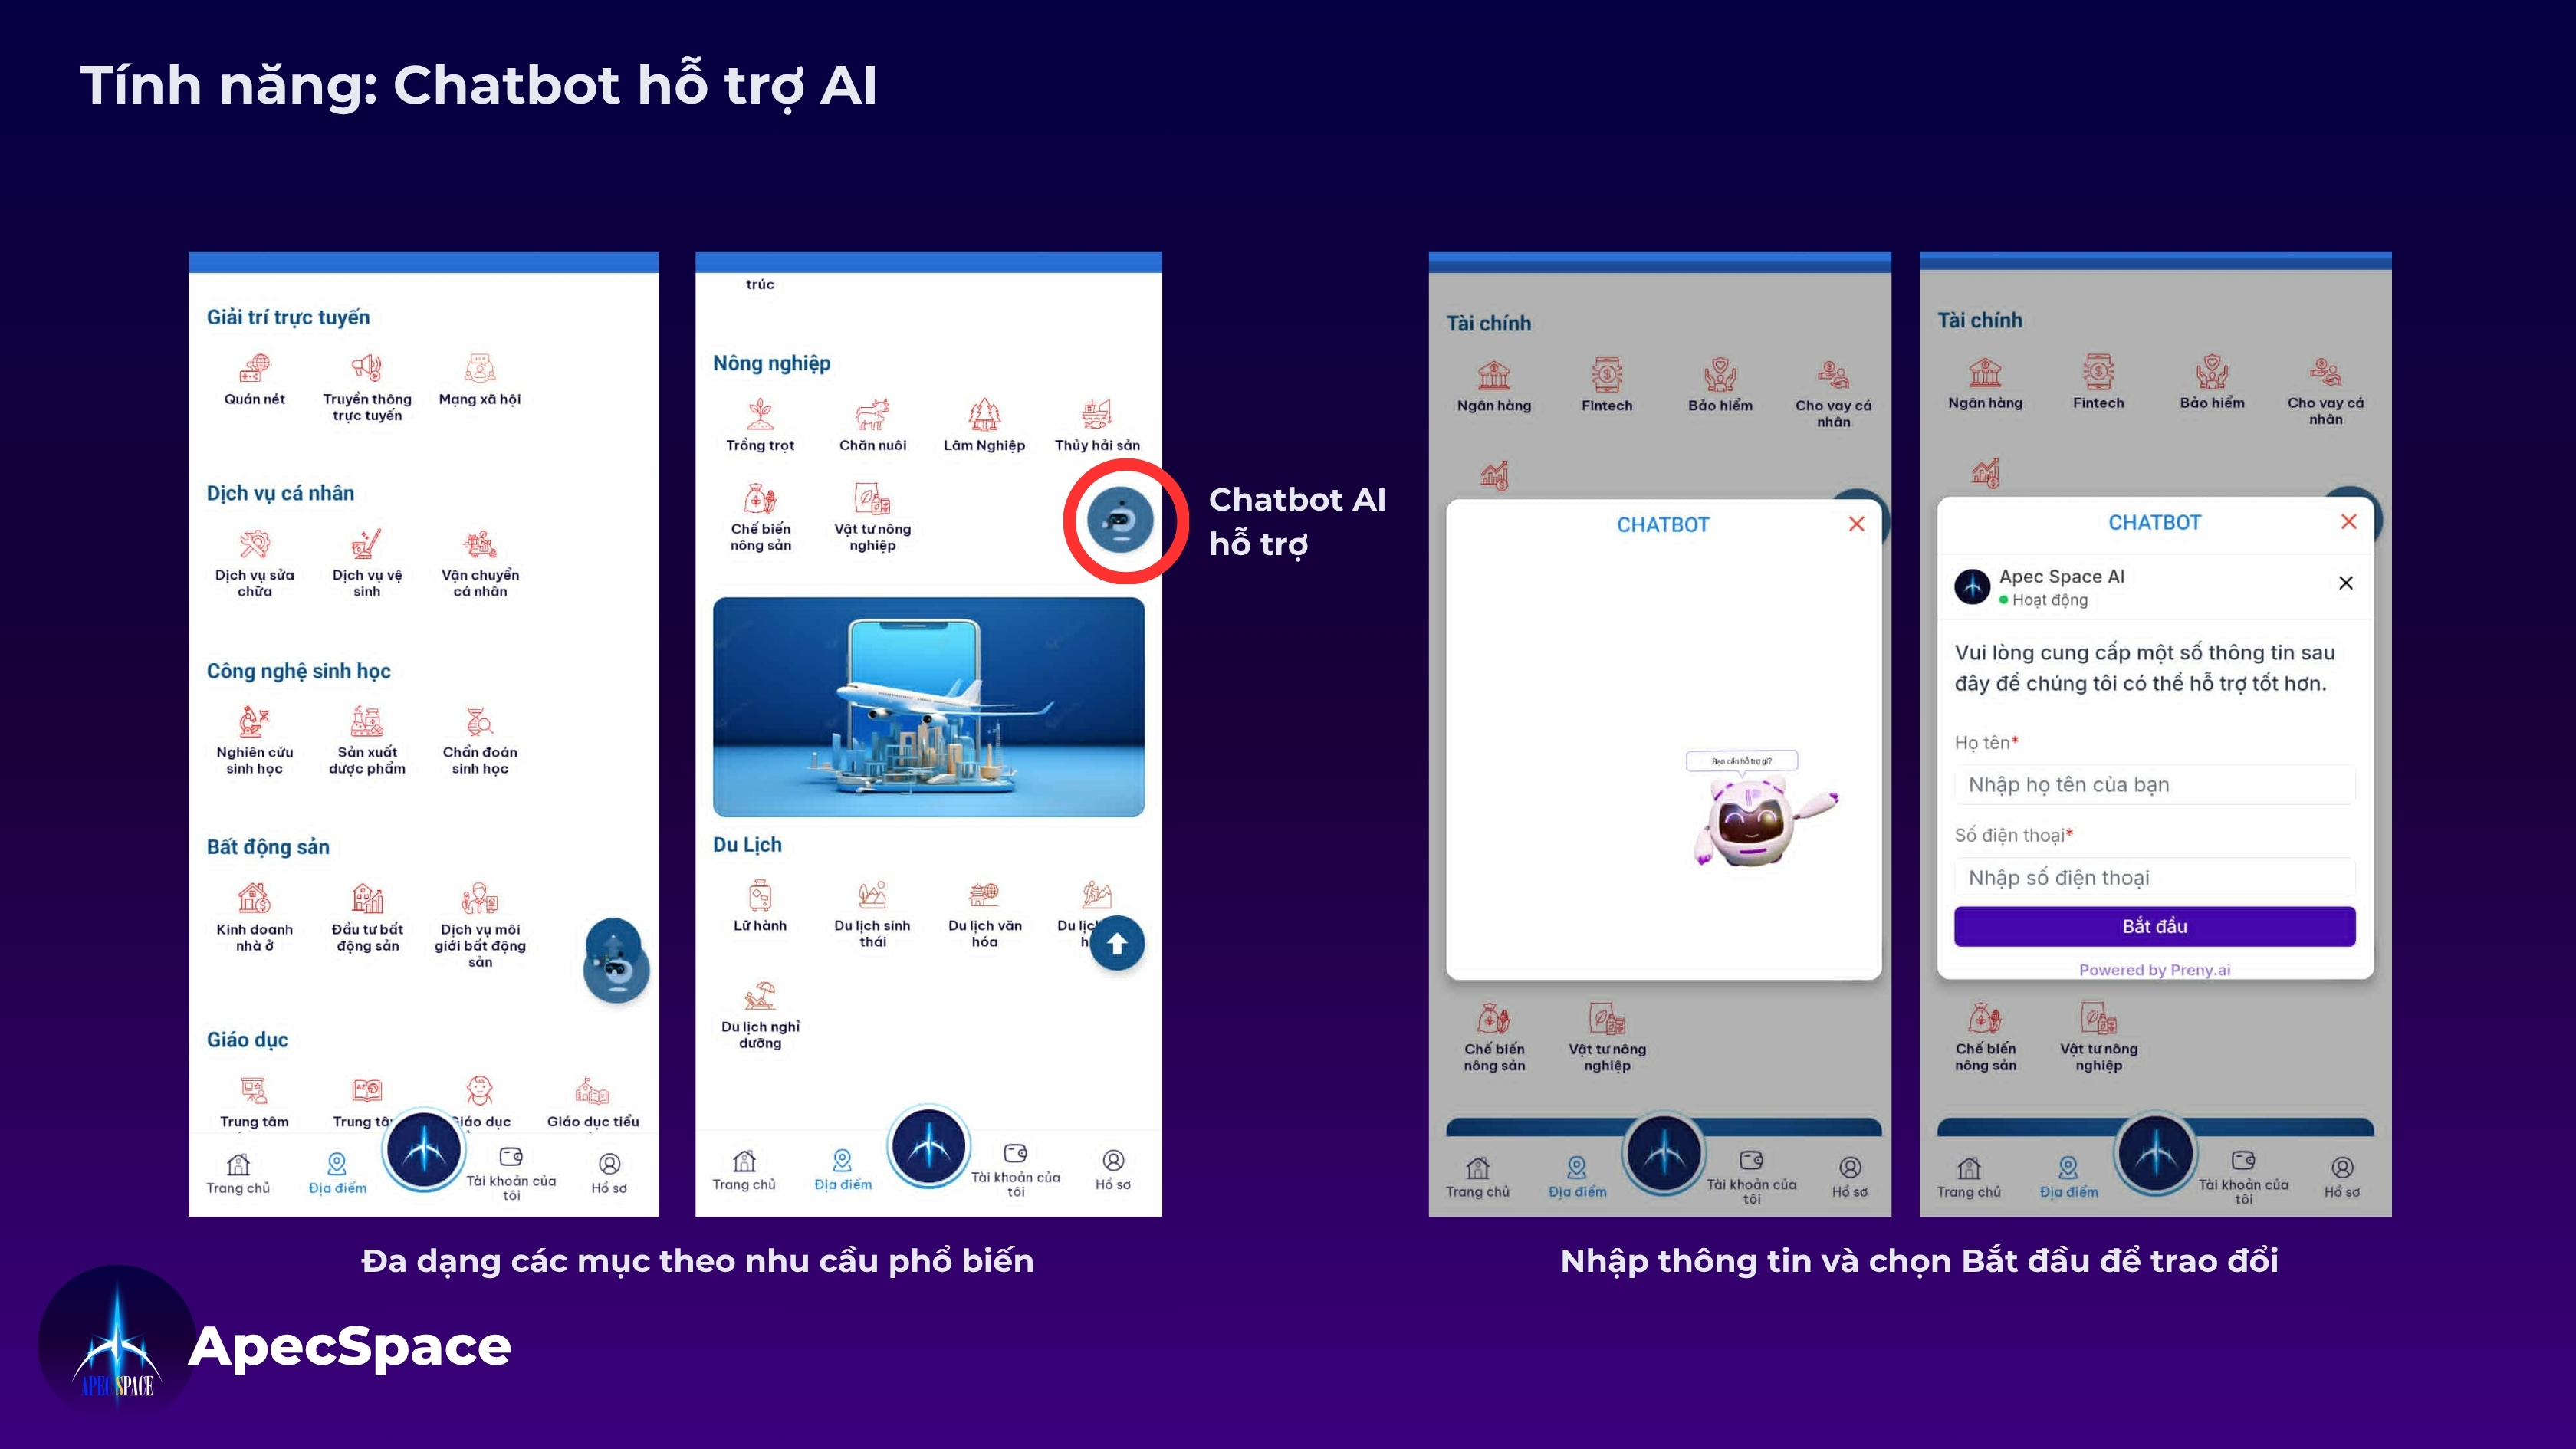 Tính năng: Chatbot hỗ trợ AI
Giải trí trực tuyến
Quán nét
Truyền thông
trực tuyến
Mạng xã hội
Dịch vụ cá nhân
Dịch vụ sửa
chữa
Dịch vụ vệ
sinh
Vận chuyển
cá nhân
Công nghệ sinh học
Nghiên cứu
sinh học
Sản xuất
dược phẩm
Chẩn đoán
sinh học
Bất động sản
Kinh doanh
nhà ở
Đầu tư bất
động sản
Dịch vụ môi
giới bất động
sản
Giáo dục
Trung tâm
Trung tâ
Giáo dục
Giáo dục tiểu
Trang chủ
Địa điểm
Tài khoản của
tôi
Hồ sơ
trúc
Nông nghiệp
Trồng trọt
Chăn nuôi
Lâm Nghiệp
Thủy hải sản
Chế biến
nông sản
Vật tư nông
nghiệp
Du Lịch
Lữ hành
Du lịch sinh
thái
Du lịch văn
hóa
Du lịc
h
Du lịch nghỉ
dưỡng
Trang chủ
Địa điểm
Tài khoản của
tôi
Hồ sơ
Chatbot AI
hỗ trợ
Tài chính
Ngân hàng
Fintech
Bảo hiểm
Cho vay cá
nhân
CHATBOT
Bạn cần hỗ trợ gì?
Chế biến
nông sản
Vật tư nông
nghiệp
Trang chủ
Địa điểm
Tài khoản của
tôi
Hồ sơ
Tài chính
Ngân hàng
Fintech
Bảo hiểm
Cho vay cá
nhân
CHATBOT
Apec Space AI
Hoạt động
Vui lòng cung cấp một số thông tin sau
đây để chúng tôi có thể hỗ trợ tốt hơn.
Họ tên*
Nhập họ tên của bạn
Số điện thoại*
Nhập số điện thoại
Bắt đầu
Powered by Preny.ai
Chế biến
nông sản
Vật tư nông
nghiệp
Trang chủ
Địa điểm
Tài khoản của
tôi
Hồ sơ
Đa dạng các mục theo nhu cầu phổ biến
Nhập thông tin và chọn Bắt đầu để trao đổi
APEC SPACE
ApecSpace